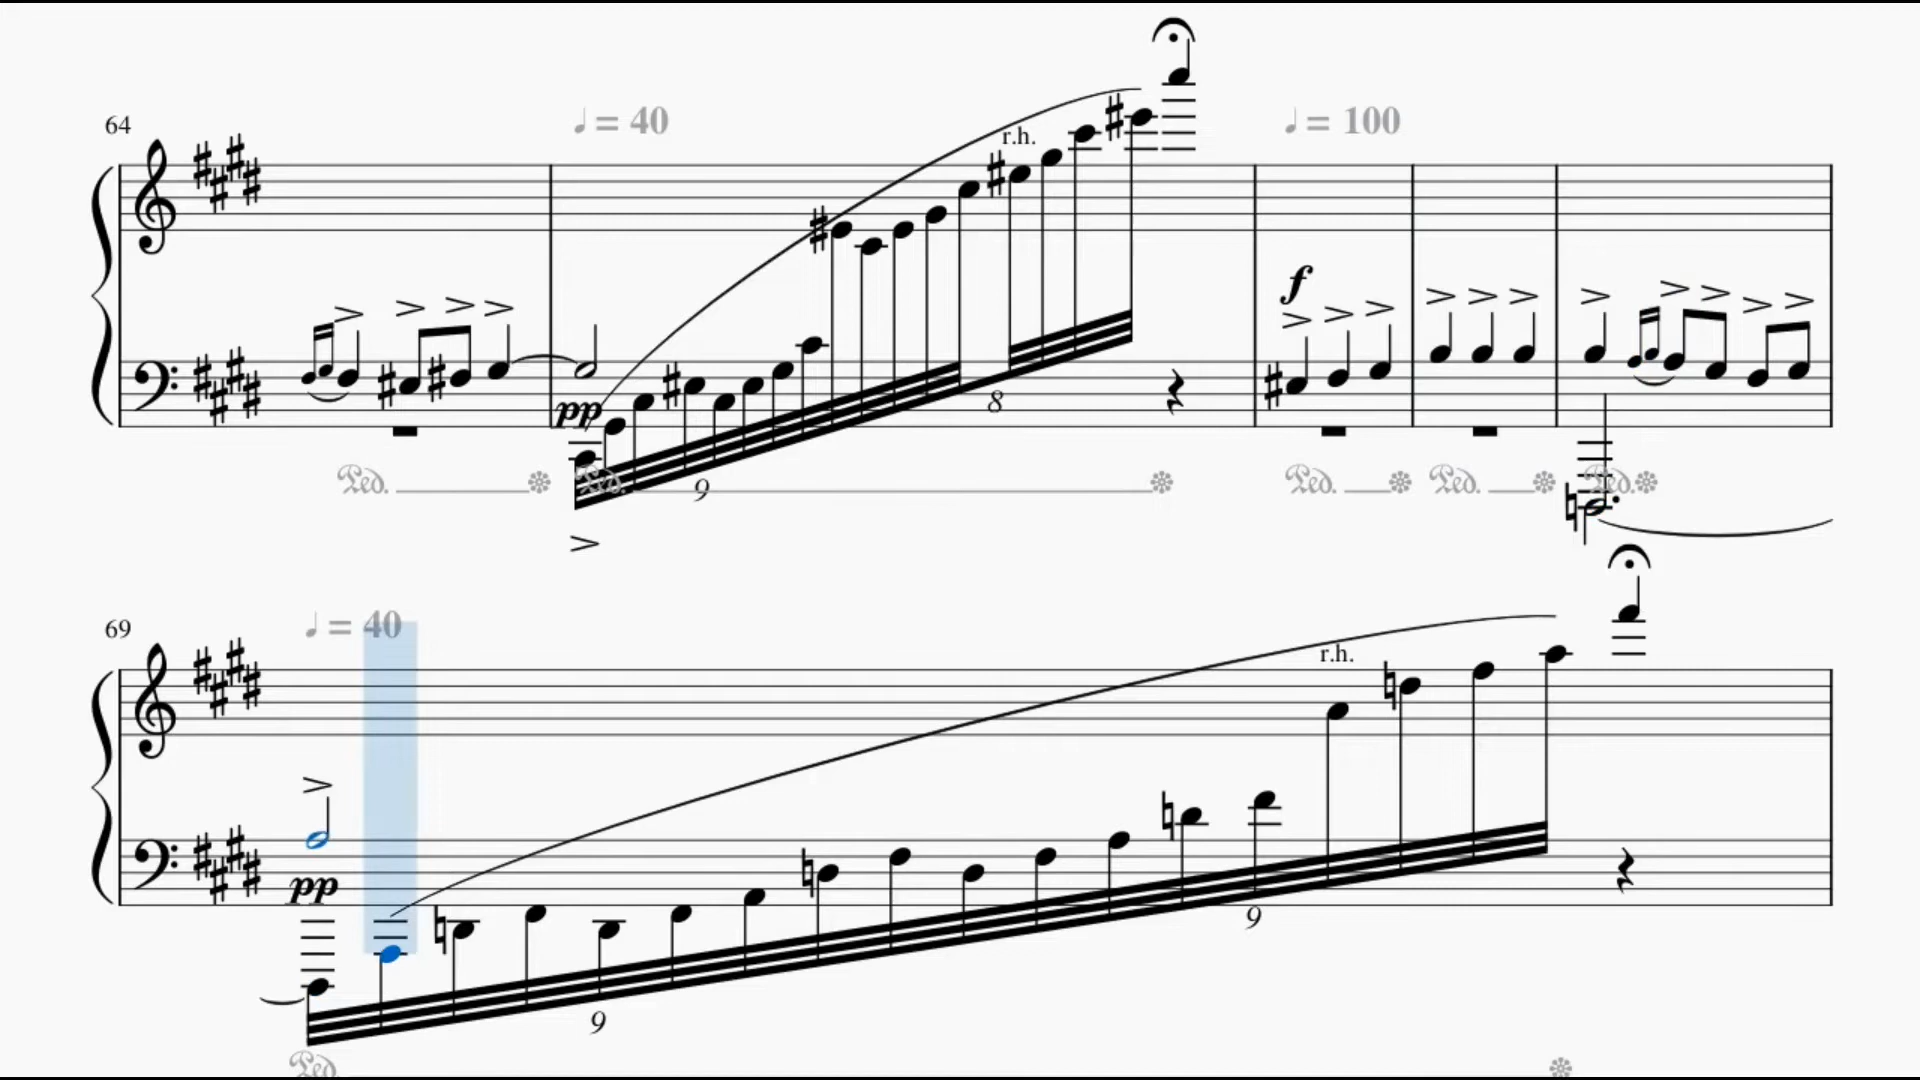 64
♩ = 40
r.h.
♩ = 100
f
pp
8
Ped.
Ped.
9
Ped.
Ped.
Ped.
69
♩ = 40
r.h.
pp
9
9
Ped.